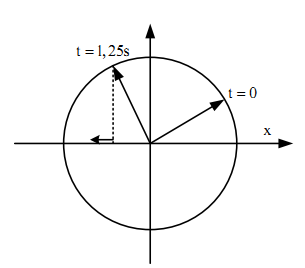 t = 1,25s
t = 0
x